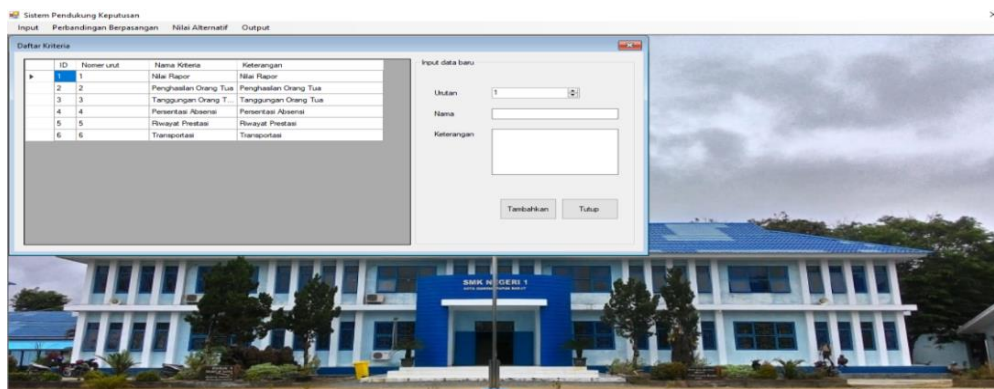 Sistem Pendukung Keputusan
Input Perbandingan Berpasangan Nilai Alternatif Output
Daftar Kriteria
ID Nomer urut Nama Kriteria Keterangan
1 1 Nilai Rapor Nilai Rapor
2 2 Penghasilan Orang Tua Penghasilan Orang Tua
3 3 Tanggungan Orang T... Tanggungan Orang Tua
4 4 Persentasi Absensi Persentasi Absensi
5 5 Riwayat Prestasi Riwayat Prestasi
6 6 Transportasi Transportasi
Input data baru
Urutan 1
Nama
Keterangan
Tambahkan Tutup
SMK NEGERI 1